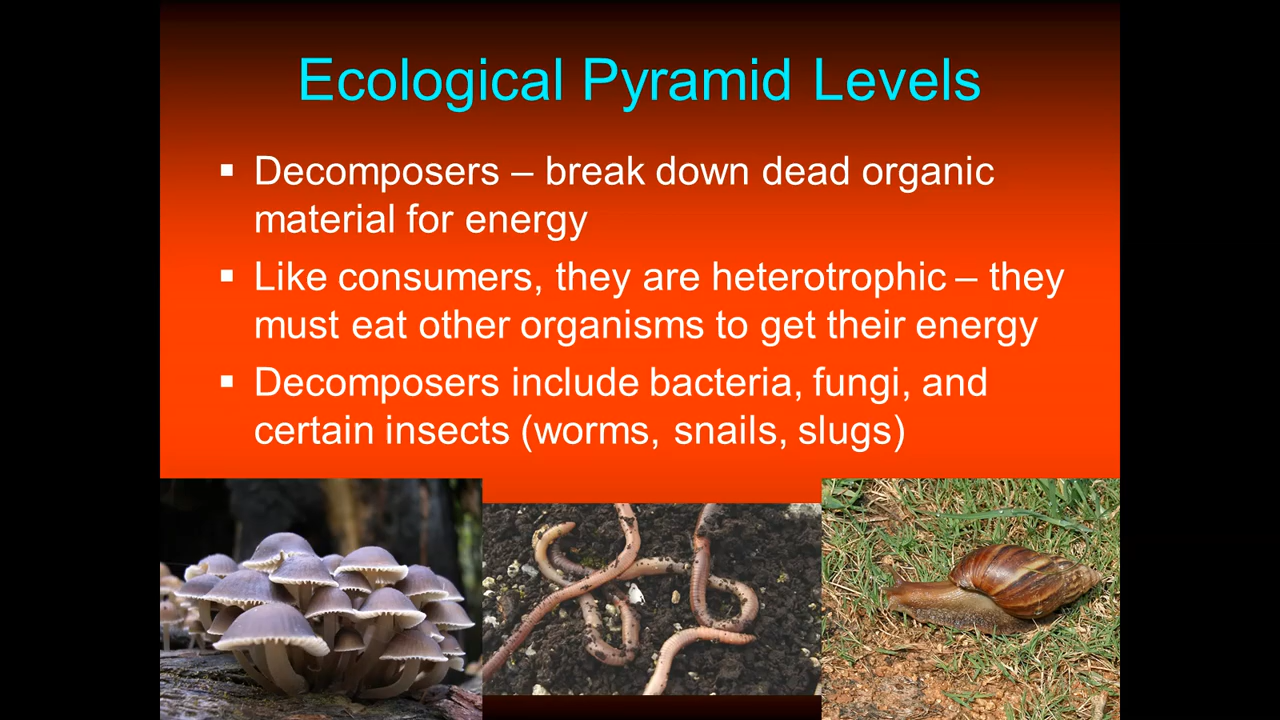 Ecological Pyramid Levels
▪ Decomposers – break down dead organic
material for energy
▪ Like consumers, they are heterotrophic – they
must eat other organisms to get their energy
▪ Decomposers include bacteria, fungi, and
certain insects (worms, snails, slugs)